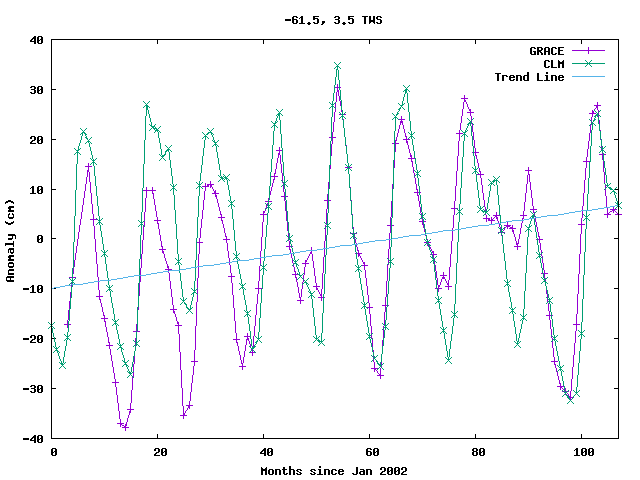 -61.5, 3.5 TWS
GRACE
CLM
Trend Line
Anomaly (cm)
40
30
20
10
0
-10
-20
-30
-40
0 20 40 60 80 100
Months since Jan 2002